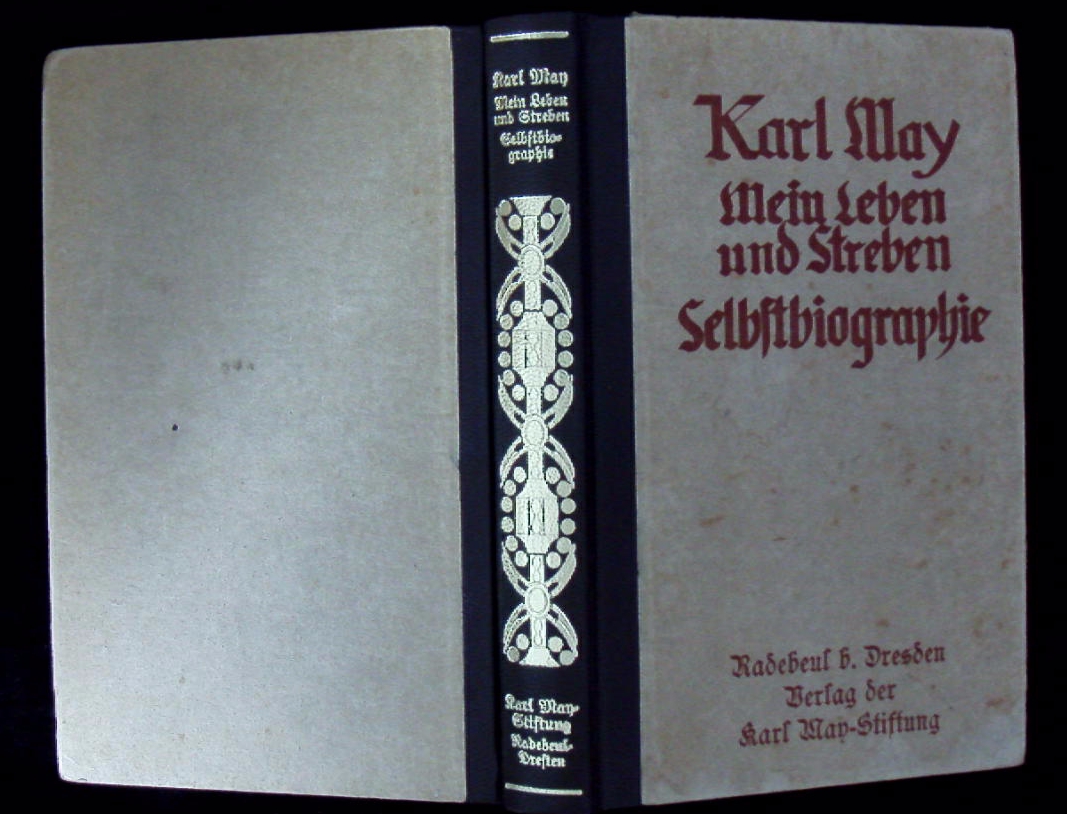 Karl May
Mein Leben
und Streben
Selbstbio-
graphie
Karl May-
Stiftung
Radebeul-
Dresden
Karl May
Mein Leben
und Streben
Selbstbiographie
Radebeul b. Dresden
Verlag der
Karl May-Stiftung